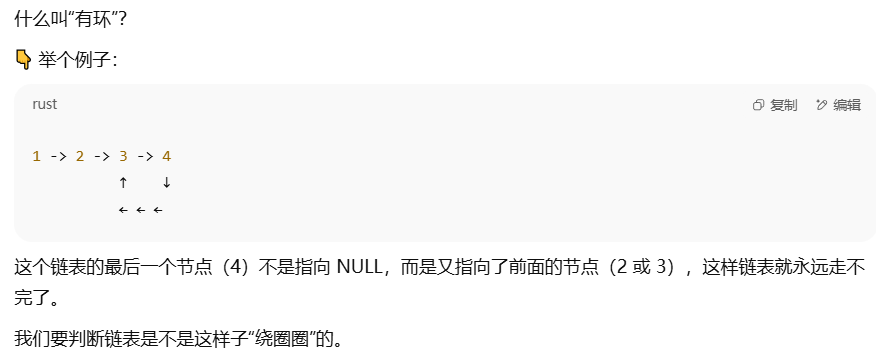 什么叫“有环”？
👇 举个例子：
rust
复制 编辑
1 -> 2 -> 3 -> 4
↑ ↓
← ← ←
这个链表的最后一个节点（4）不是指向 NULL，而是又指向了前面的节点（2 或 3），这样链表就永远走不
完了。
我们要判断链表是不是这样子“绕圈圈”的。